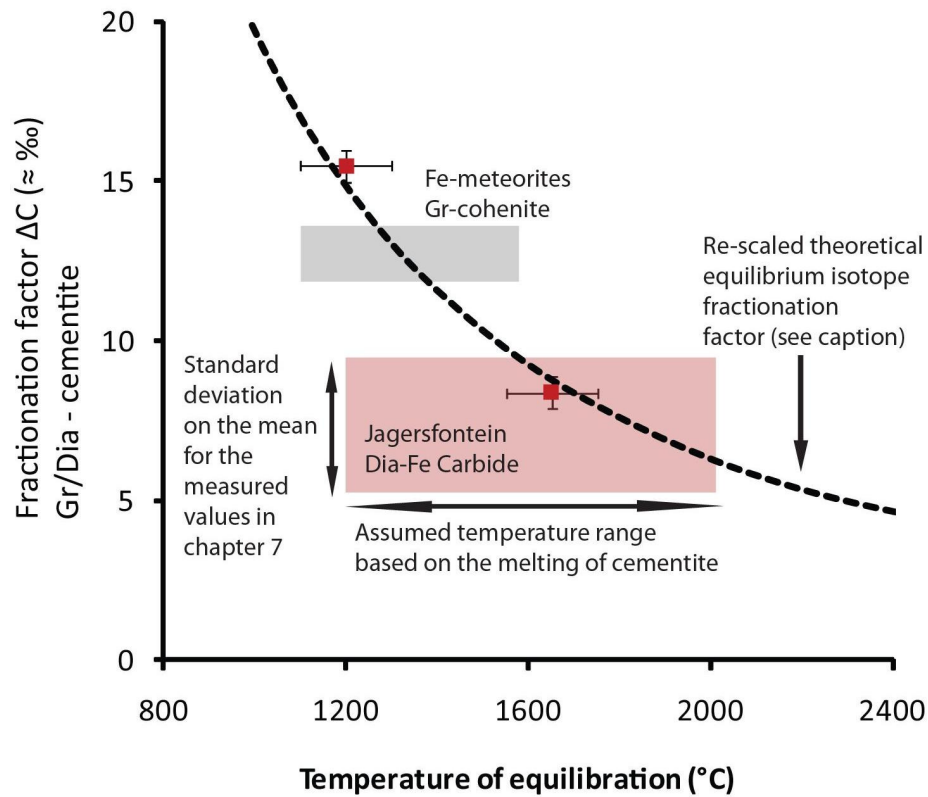 Fractionation factor ΔC (≈ ‰)
Gr/Dia - cementite
20
15
10
5
0
Fe-meteorites
Gr-cohenite
Re-scaled theoretical
equilibrium isotope
fractionation
factor (see caption)
Standard
deviation
on the mean
for the
measured
values in
chapter 7
Jagersfontein
Dia-Fe Carbide
Assumed temperature range
based on the melting of cementite
800
1200
1600
2000
2400
Temperature of equilibration (°C)